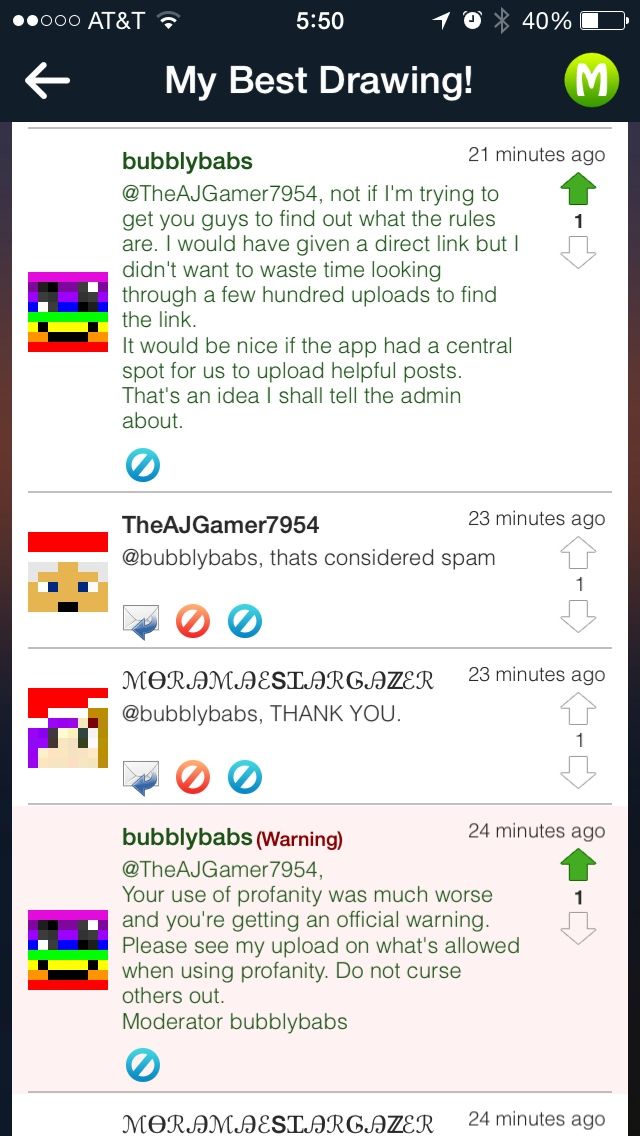 AT&T 5:50 40%
My Best Drawing! M
bubblybabs 21 minutes ago
@TheAJGamer7954, not if I'm trying to
get you guys to find out what the rules
are. I would have given a direct link but I
didn't want to waste time looking
through a few hundred uploads to find
the link.
It would be nice if the app had a central
spot for us to upload helpful posts.
That's an idea I shall tell the admin
about.
1
TheAJGamer7954 23 minutes ago
@bubblybabs, thats considered spam
1
ℳƟℛᎯℳᎯℰSꀤᎯℛᎶᎯZℰℛ 23 minutes ago
@bubblybabs, THANK YOU.
1
bubblybabs (Warning) 24 minutes ago
@TheAJGamer7954,
Your use of profanity was much worse
and you're getting an official warning.
Please see my upload on what's allowed
when using profanity. Do not curse
others out.
Moderator bubblybabs
1
ℳƟℛᎯℳᎯℰSꀤᎯℛᎶᎯZℰℛ 24 minutes ago